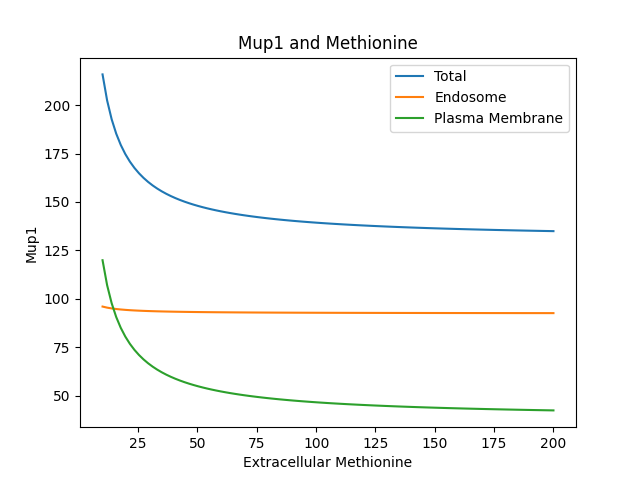 Mup1 and Methionine
Total
Endosome
Plasma Membrane
200
175
150
125
100
75
50
Mup1
25
50
75
100
125
150
175
200
Extracellular Methionine